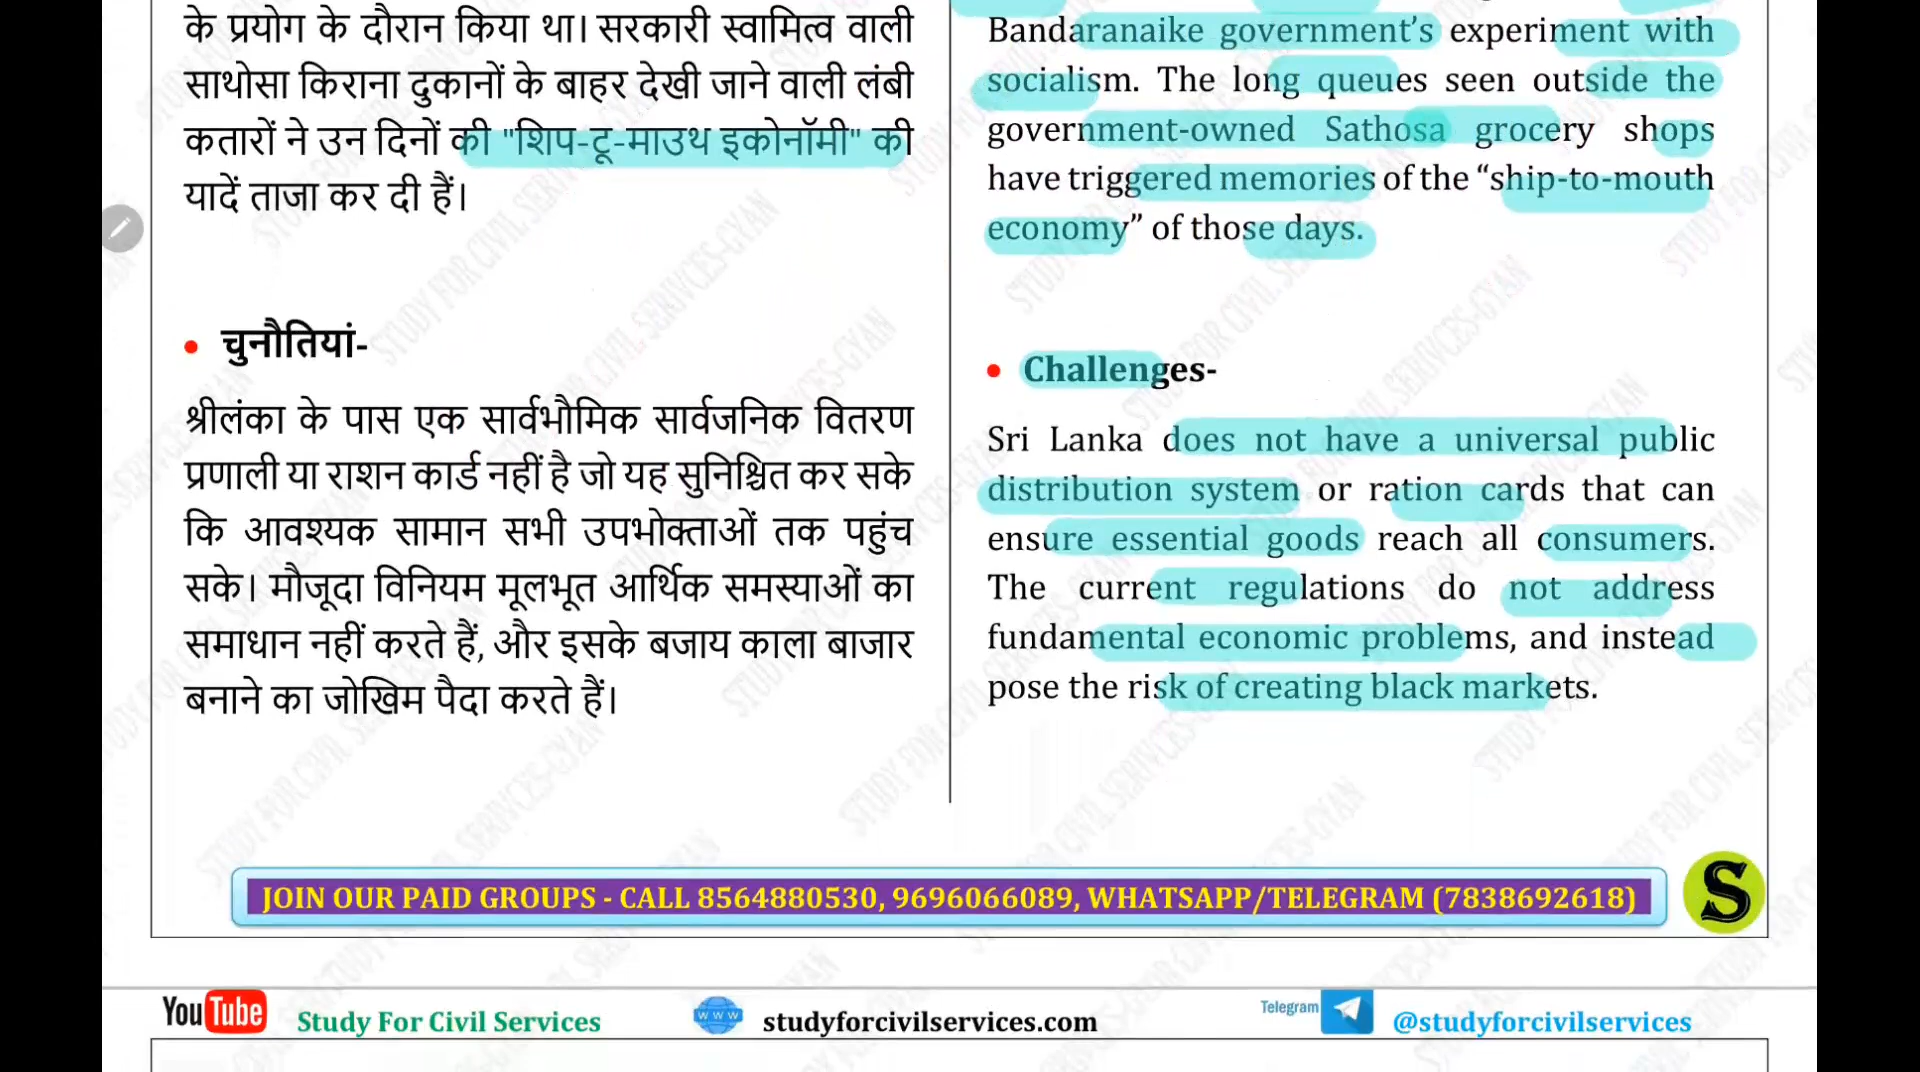 के प्रयोग के दौरान किया था। सरकारी स्वामित्व वाली
साथोसा किराना दुकानों के बाहर देखी जाने वाली लंबी
कतारों ने उन दिनों की "शिप-टू-माउथ इकोनॉमी" की
यादें ताजा कर दी हैं।
• चुनौतियां-
श्रीलंका के पास एक सार्वभौमिक सार्वजनिक वितरण
प्रणाली या राशन कार्ड नहीं है जो यह सुनिश्चित कर सके
कि आवश्यक सामान सभी उपभोक्ताओं तक पहुंच
सके। मौजूदा विनियम मूलभूत आर्थिक समस्याओं का
समाधान नहीं करते हैं, और इसके बजाय काला बाजार
बनाने का जोखिम पैदा करते हैं।
Bandaranaike government’s experiment with
socialism. The long queues seen outside the
government-owned Sathosa grocery shops
have triggered memories of the “ship-to-mouth
economy” of those days.
• Challenges-
Sri Lanka does not have a universal public
distribution system or ration cards that can
ensure essential goods reach all consumers.
The current regulations do not address
fundamental economic problems, and instead
pose the risk of creating black markets.
JOIN OUR PAID GROUPS - CALL 8564880530, 9696066089, WHATSAPP/TELEGRAM (7838692618)
S
YouTube Study For Civil Services
WWW studyforcivilservices.com
Telegram @studyforcivilservices
STUDY FOR CIVIL SERIVCES-GYAN